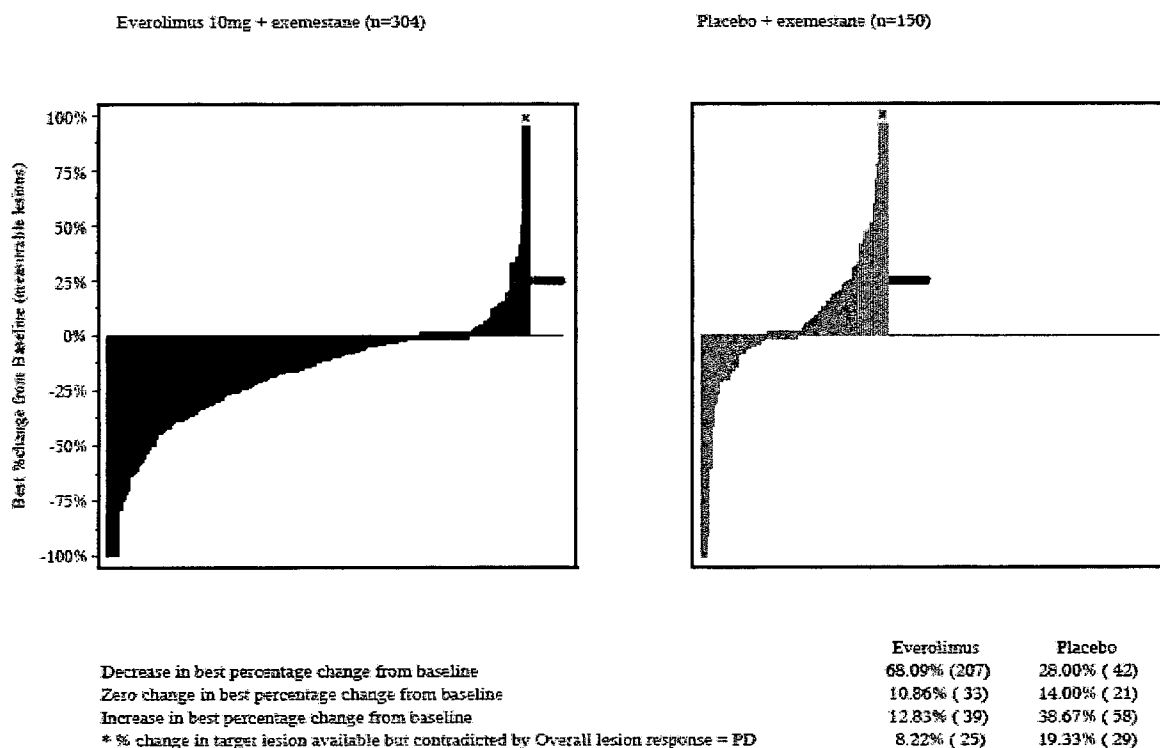 Everolimus 10mg + exemestane (n=304)
Placebo + exemestane (n=150)
Best %change from Baseline (measurable lesions)
100%
75%
50%
25%
0%
-25%
-50%
-75%
-100%
*
*
Everolimus Placebo
Decrease in best percentage change from baseline 68.09% (207) 28.00% ( 42)
Zero change in best percentage change from baseline 10.86% ( 33) 14.00% ( 21)
Increase in best percentage change from baseline 12.83% ( 39) 38.67% ( 58)
* % change in target lesion available but contradicted by Overall lesion response = PD 8.22% ( 25) 19.33% ( 29)